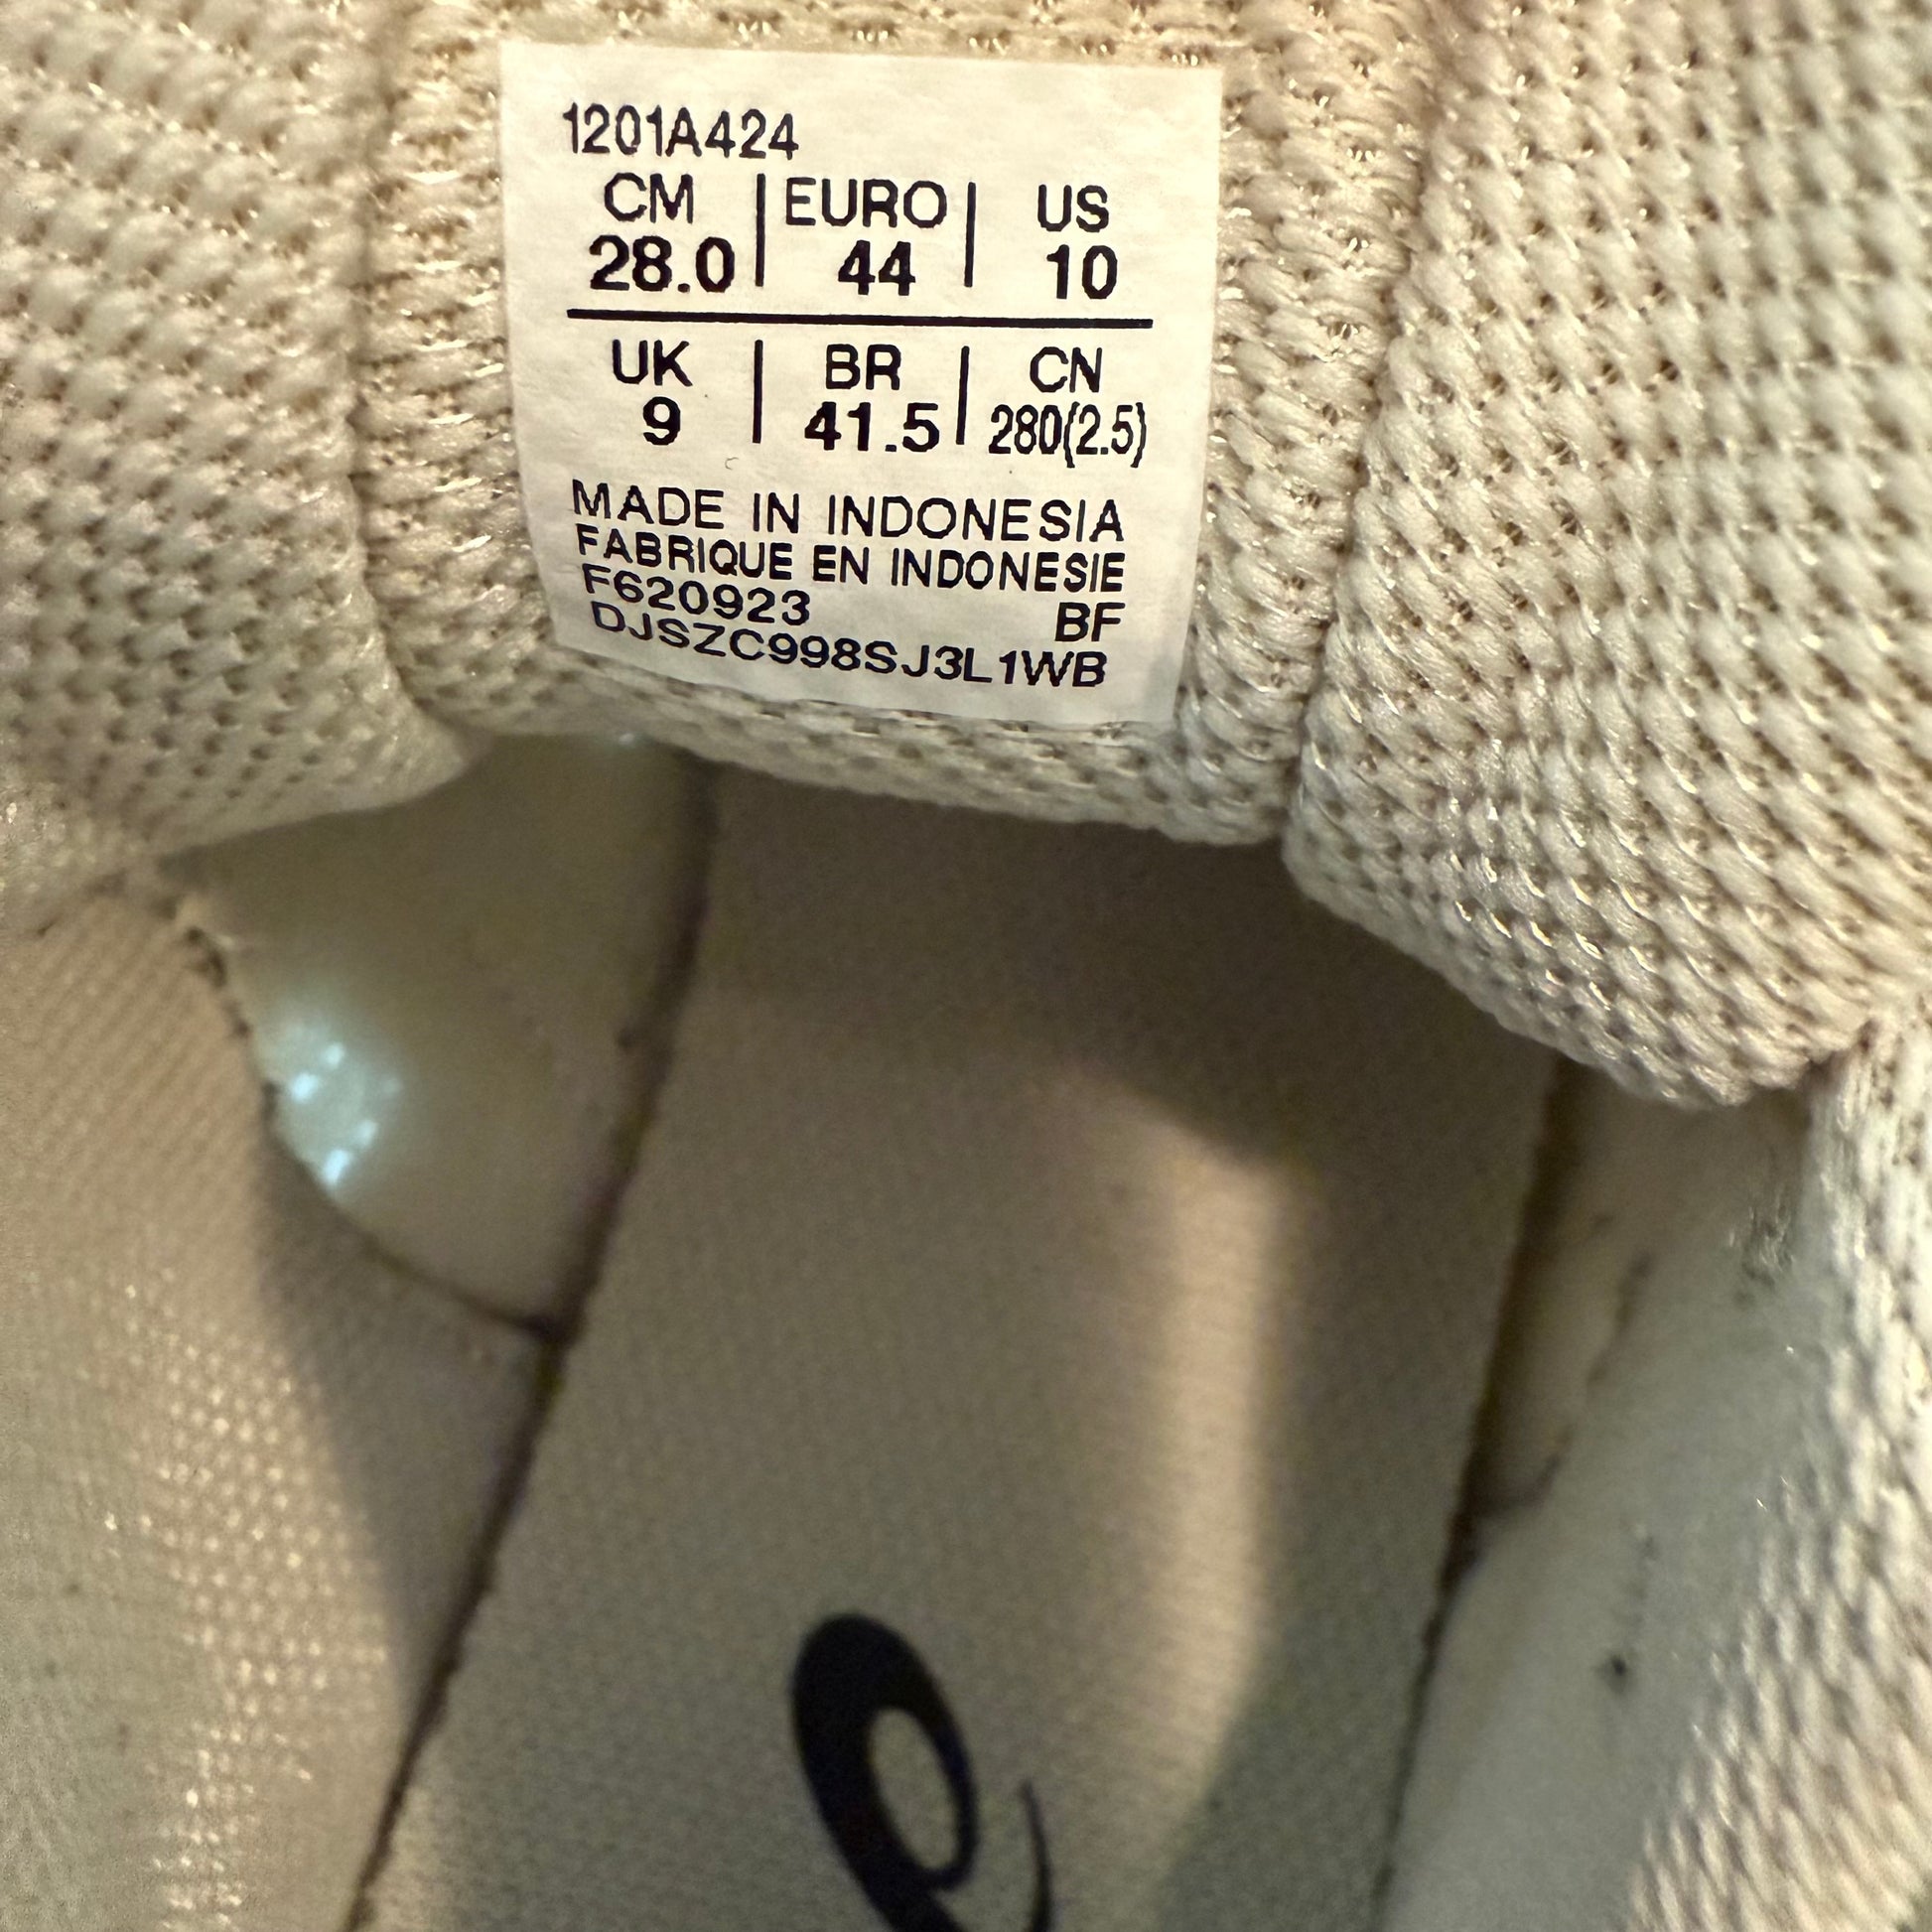 1201A424
CM | EURO | US
28.0 | 44 | 10
UK | BR | CN
9 | 41.5 | 280(2.5)
MADE IN INDONESIA
FABRIQUE EN INDONESIE
F620923 BF
DJSZC998SJ3L1WB